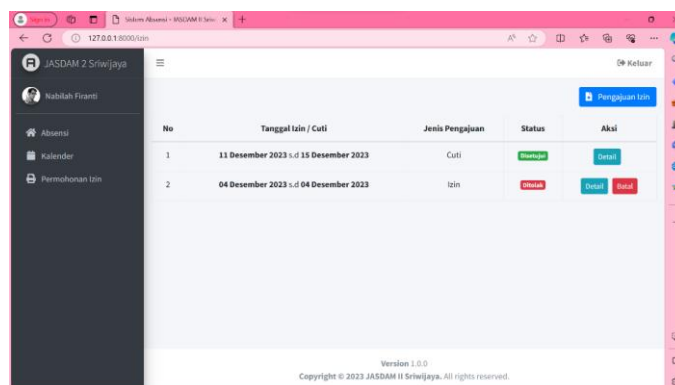 Sign in
Sistem Absensi - JASDAM II Sriwi
127.0.0.1:8000/izin
JASDAM 2 Sriwijaya
Keluar
Nabilah Firanti
Pengajuan Izin
Absensi
Kalender
Permohonan Izin
No Tanggal Izin / Cuti Jenis Pengajuan Status Aksi
1 11 Desember 2023 s.d 15 Desember 2023 Cuti Disetujui Detail
2 04 Desember 2023 s.d 04 Desember 2023 Izin Ditolak Detail Batal
Version 1.0.0
Copyright © 2023 JASDAM II Sriwijaya. All rights reserved.